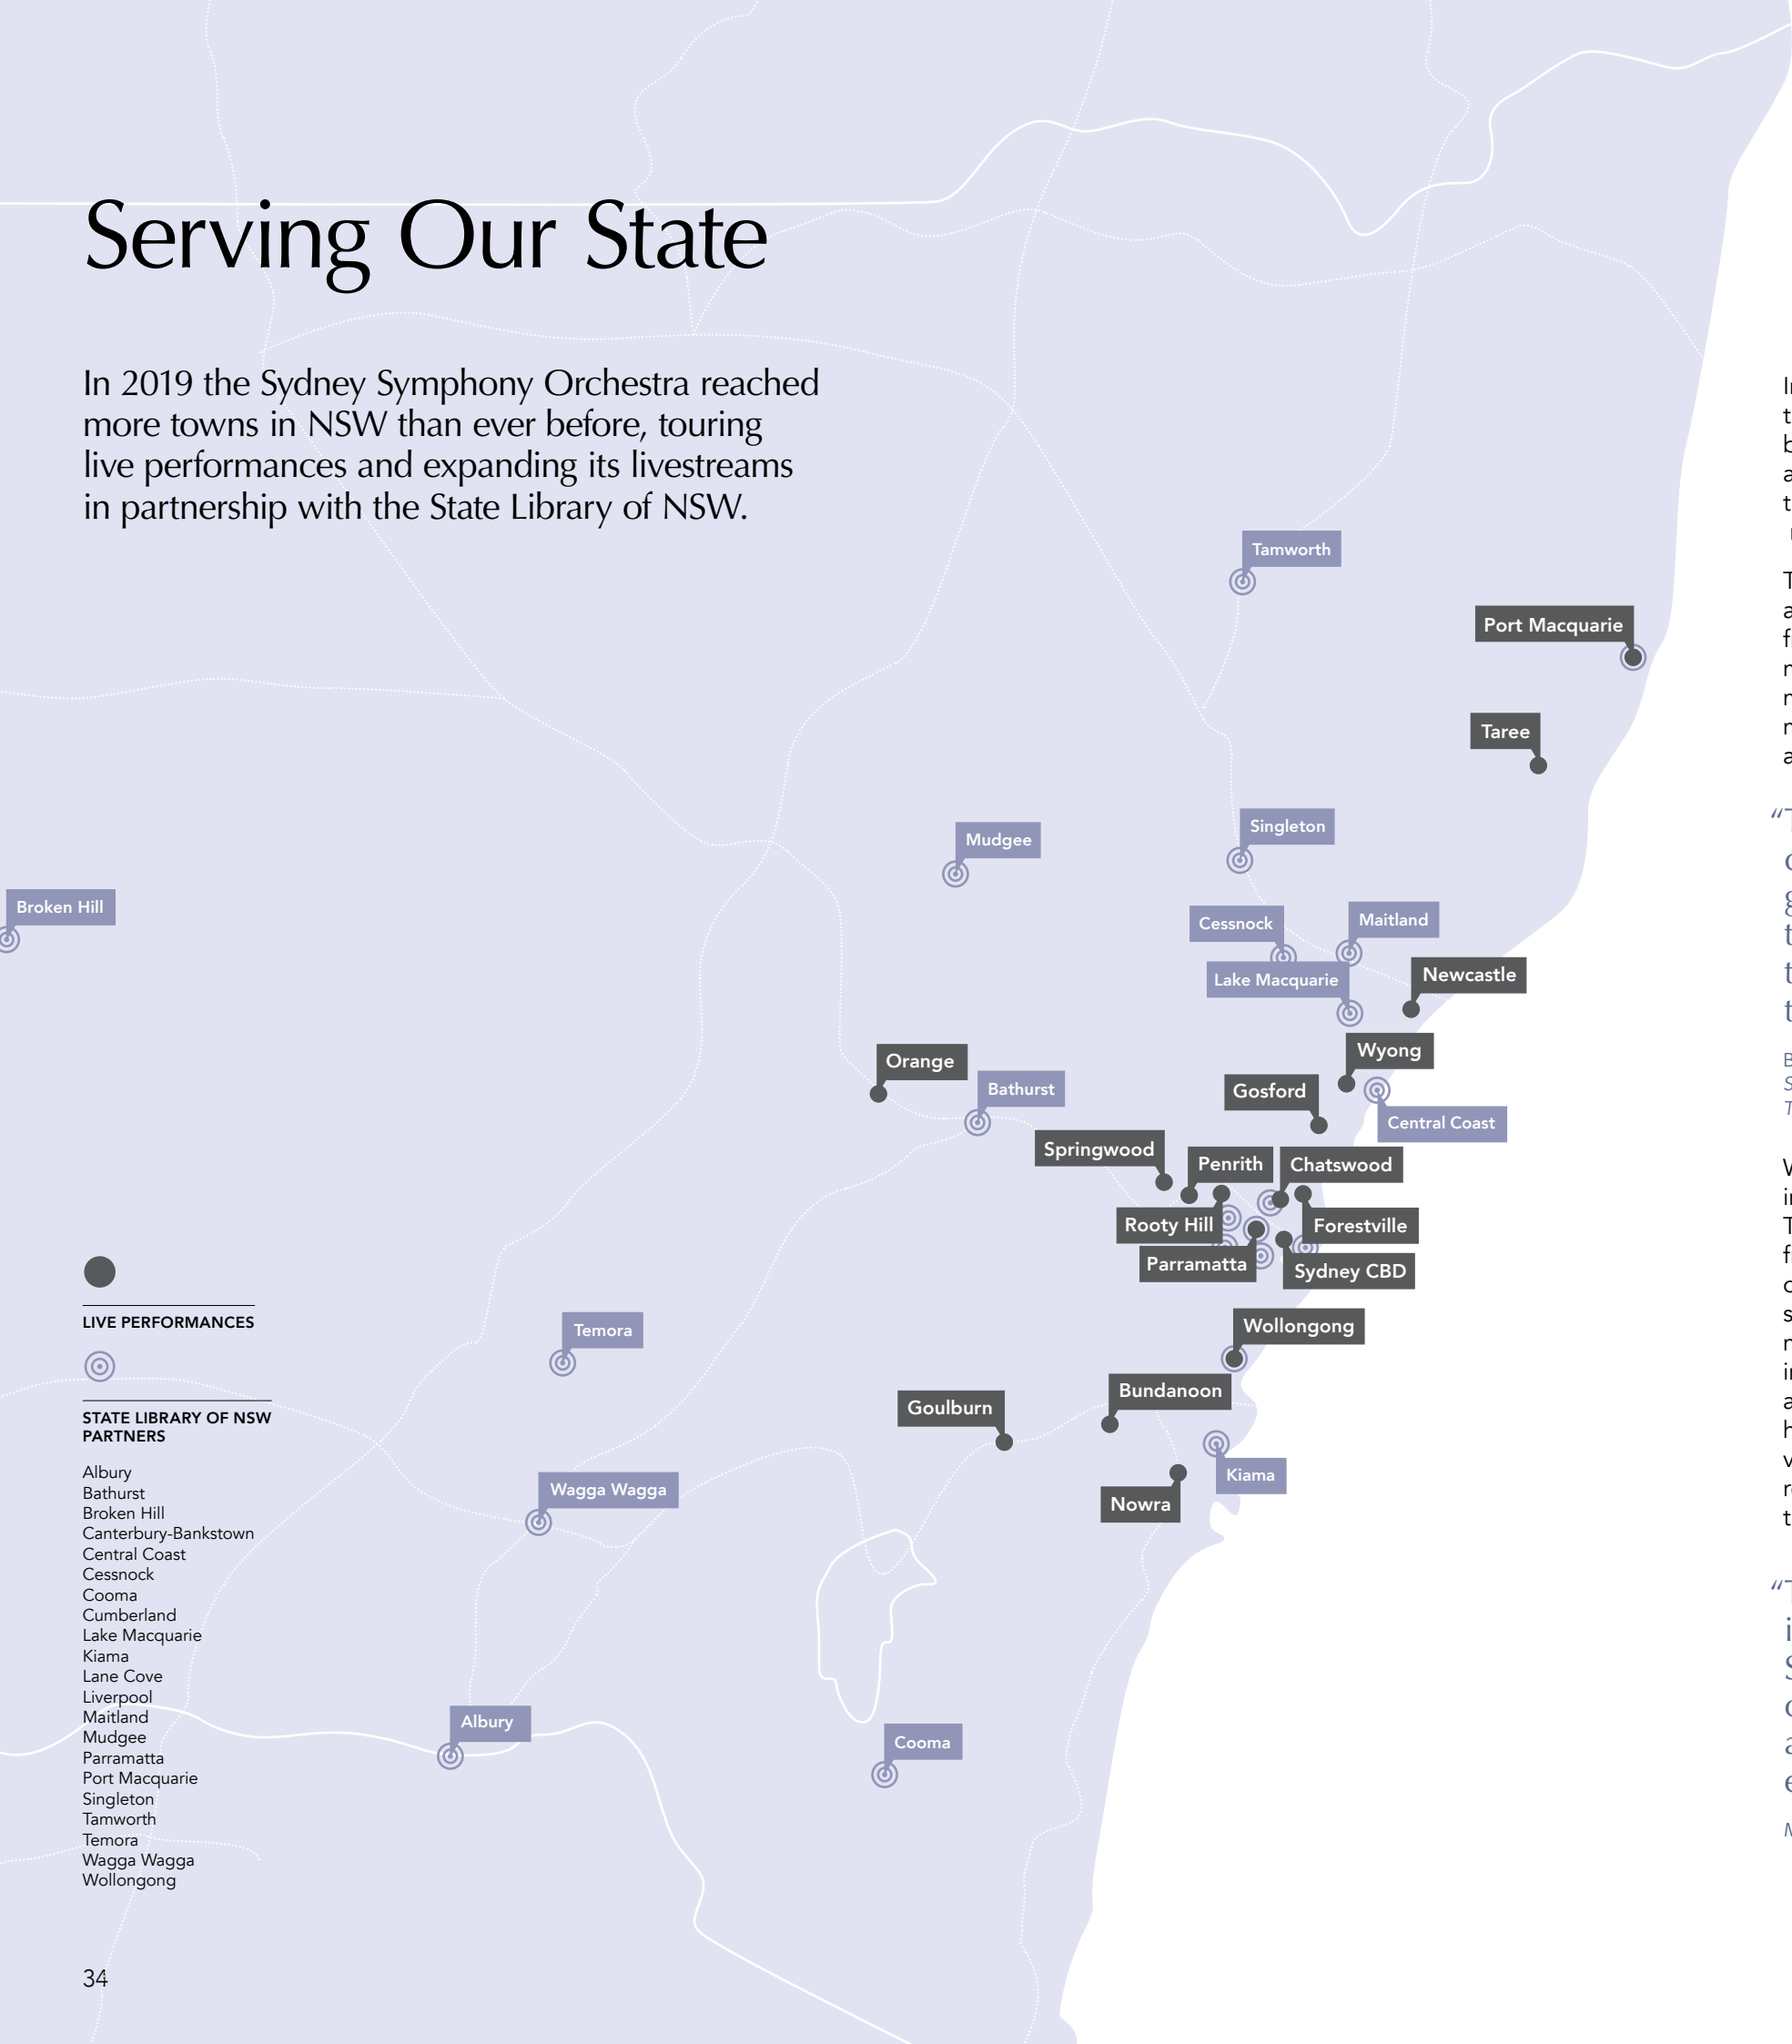 Serving Our State
In 2019 the Sydney Symphony Orchestra reached
more towns in NSW than ever before, touring
live performances and expanding its livestreams
in partnership with the State Library of NSW.
Tamworth
Port Macquarie
Taree
Singleton
Mudgee
Broken Hill
Cessnock
Maitland
Newcastle
Lake Macquarie
Wyong
Orange
Bathurst
Gosford
Central Coast
Springwood
Penrith
Chatswood
Rooty Hill
Forestville
Parramatta
Sydney CBD
LIVE PERFORMANCES
Temora
Wollongong
Bundanoon
Goulburn
Kiama
Wagga Wagga
Nowra
Albury
Cooma
STATE LIBRARY OF NSW
PARTNERS
Albury
Bathurst
Broken Hill
Canterbury-Bankstown
Central Coast
Cessnock
Cooma
Cumberland
Lake Macquarie
Kiama
Lane Cove
Liverpool
Maitland
Mudgee
Parramatta
Port Macquarie
Singleton
Tamworth
Temora
Wagga Wagga
Wollongong
34